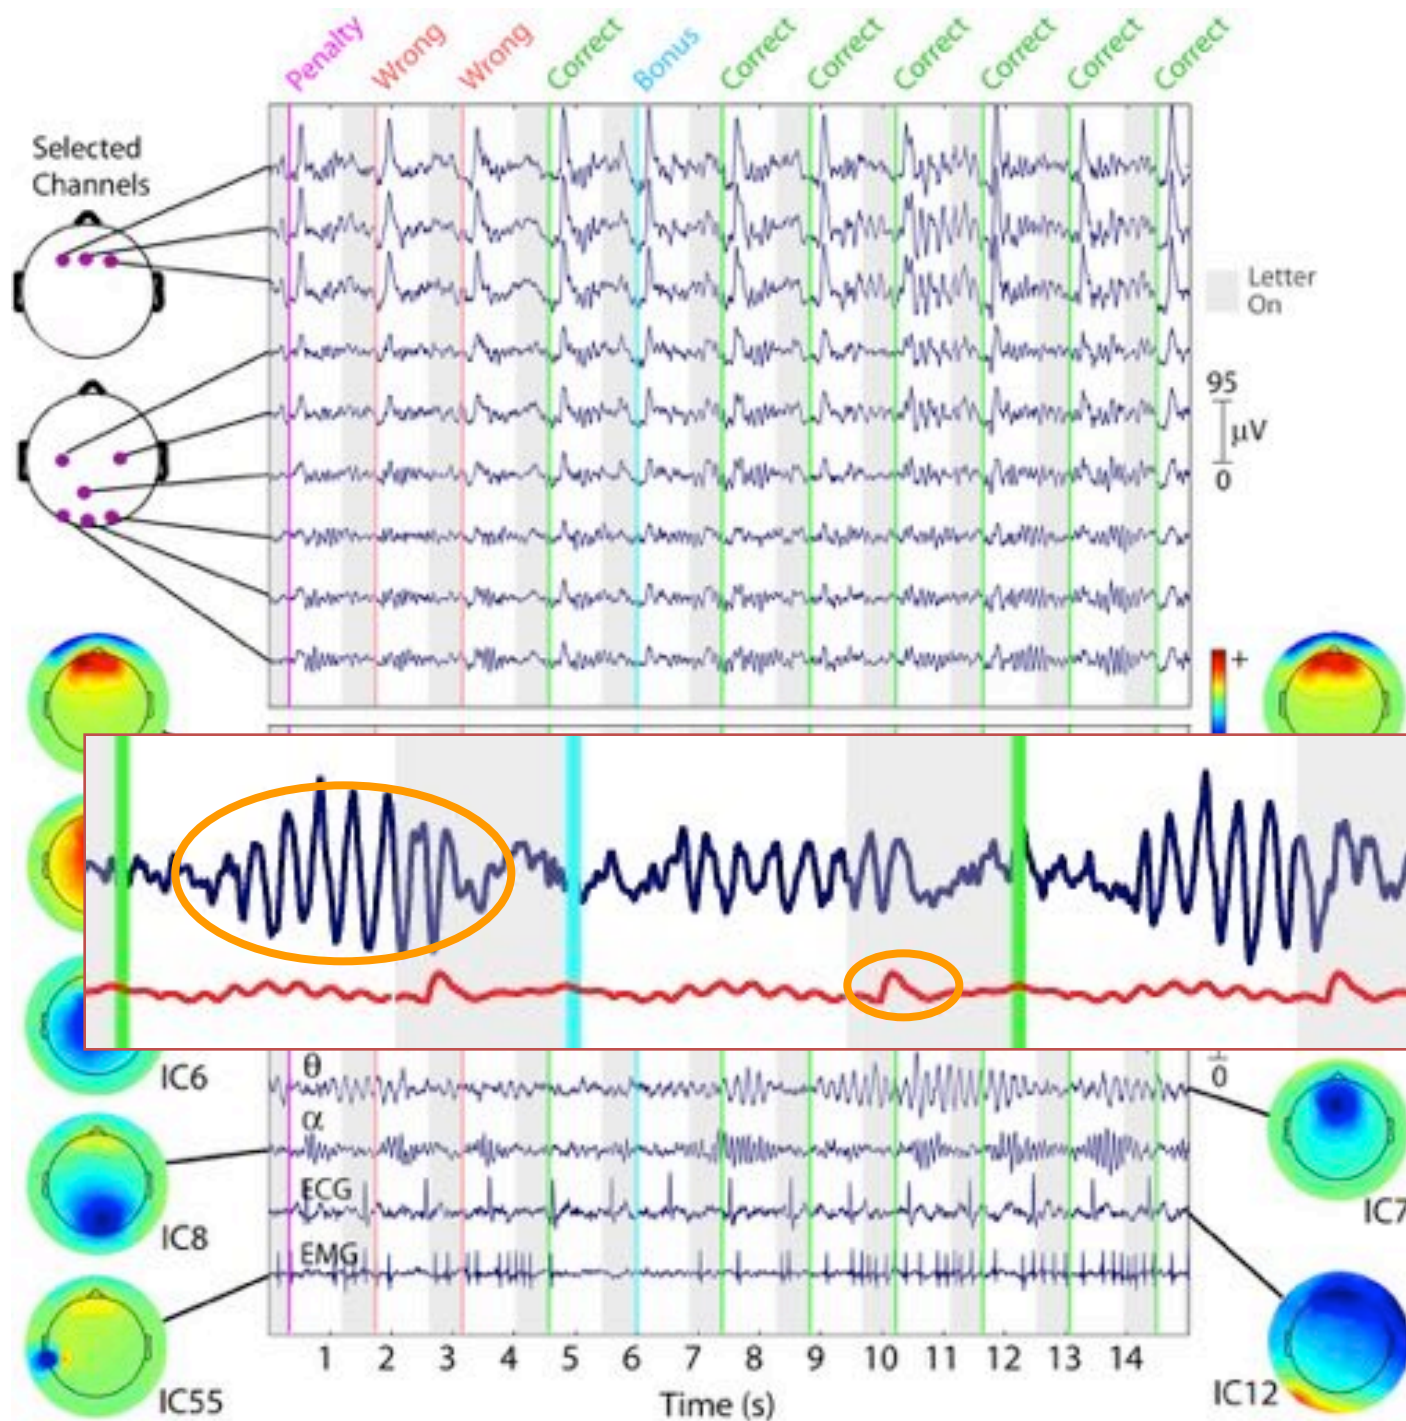 Penalty
Wrong
Wrong
Correct
Bonus
Correct
Correct
Correct
Correct
Correct
Correct
Selected
Channels
Letter
On
95
μV
0
+
θ
0
IC6
α
IC7
ECG
IC8
EMG
1 2 3 4 5 6 7 8 9 10 11 12 13 14
IC55
Time (s)
IC12